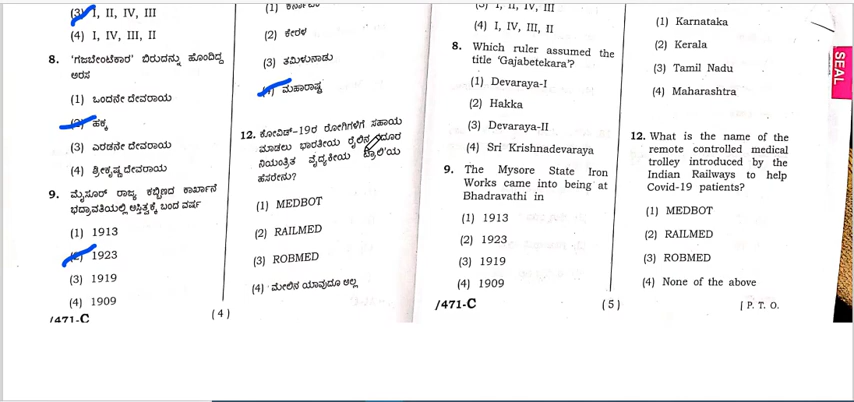 (3) I, II, IV, III
(4) I, IV, III, II
8. 'ಗಜಬೇಂಟೆಕಾರ' ಬಿರುದನ್ನು ಹೊಂದಿದ್ದ
ಅರಸ
(1) ಒಂದನೇ ದೇವರಾಯ
ಹಕ್ಕ
(3) ಎರಡನೇ ದೇವರಾಯ
(4) ಶ್ರೀಕೃಷ್ಣದೇವರಾಯ
9. ಮೈಸೂರ್ ರಾಜ್ಯ ಕಬ್ಬಿಣದ ಕಾರ್ಖಾನೆ
ಭದ್ರಾವತಿಯಲ್ಲಿ ಅಸ್ತಿತ್ವಕ್ಕೆ ಬಂದ ವರ್ಷ
(1) 1913
1923
(3) 1919
(4) 1909
/471-C
(4)
(1) ಕರ್ನಾಟಕ
(2) ಕೇರಳ
(3) ತಮಿಳುನಾಡು
ಮಹಾರಾಷ್ಟ್ರ
12. ಕೋವಿಡ್-19ರ ರೋಗಿಗಳಿಗೆ ಸಹಾಯ
ಮಾಡಲು ಭಾರತೀಯ ರೈಲಿನ ದೂರ
ನಿಯಂತ್ರಿತ ವೈದ್ಯಕೀಯ ಟ್ರಾಲಿ'ಯ
ಹೆಸರೇನು?
(1) MEDBOT
(2) RAILMED
(3) ROBMED
(4) ಮೇಲಿನ ಯಾವುದೂ ಅಲ್ಲ
(3) I, II, IV, III
(4) I, IV, III, II
8. Which ruler assumed the
title 'Gajabetekara'?
(1) Devaraya-I
(2) Hakka
(3) Devaraya-II
(4) Sri Krishnadevaraya
9. The Mysore State Iron
Works came into being at
Bhadravathi in
(1) 1913
(2) 1923
(3) 1919
(4) 1909
/471-C
(5)
(1) Karnataka
(2) Kerala
(3) Tamil Nadu
(4) Maharashtra
12. What is the name of the
remote controlled medical
trolley introduced by the
Indian Railways to help
Covid-19 patients?
(1) MEDBOT
(2) RAILMED
(3) ROBMED
(4) None of the above
[ P. T. O.
SEAL